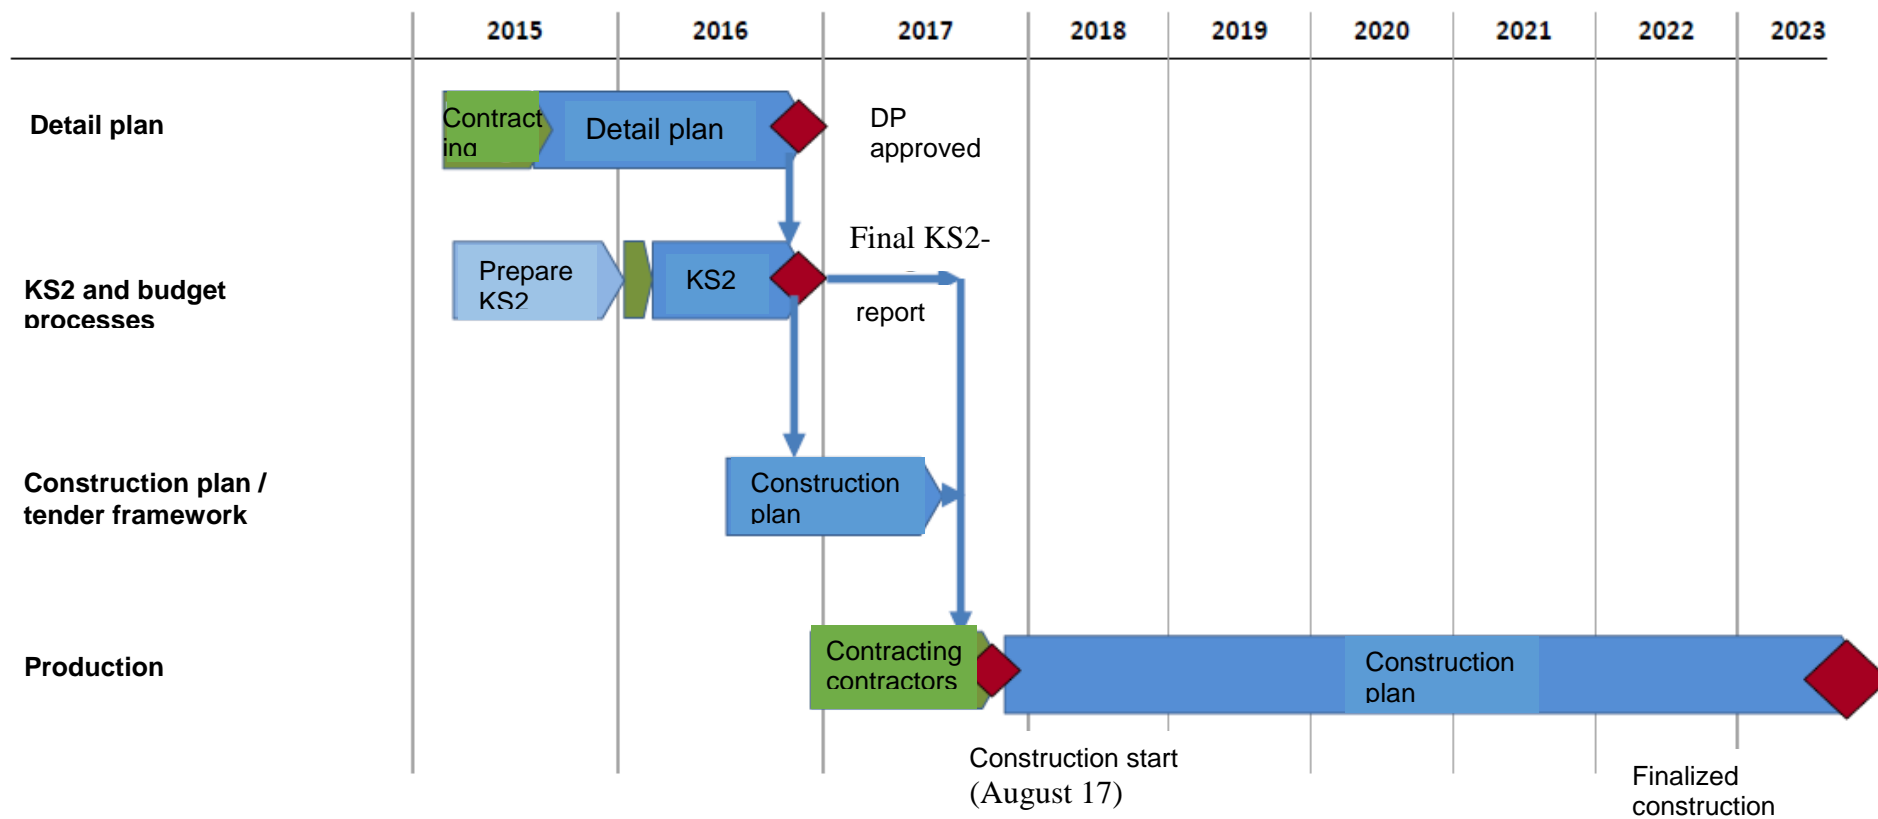 2015 2016 2017 2018 2019 2020 2021 2022 2023
Detail plan
Contract
ing
Detail plan
DP
approved
KS2 and budget
processes
Prepare
KS2
KS2
Final KS2-
report
Construction plan /
tender framework
Construction
plan
Production
Contracting
contractors
Construction
plan
Construction start
(August 17)
Finalized
construction